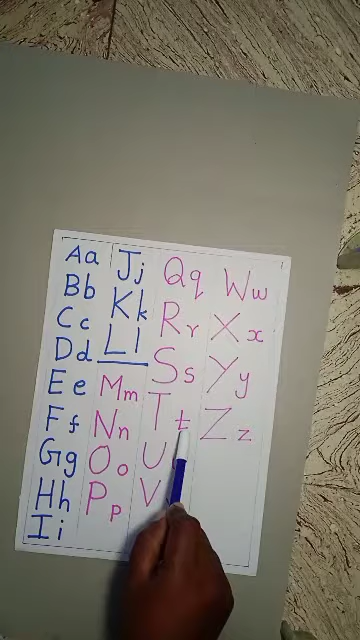 Aa
Bb
Cc
Dd
Ee
Ff
Gg
Hh
Ii
Jj
Kk
Ll
Mm
Nn
Oo
Pp
Qq
Rr
Ss
Tt
U
V
Ww
Xx
Yy
Zz